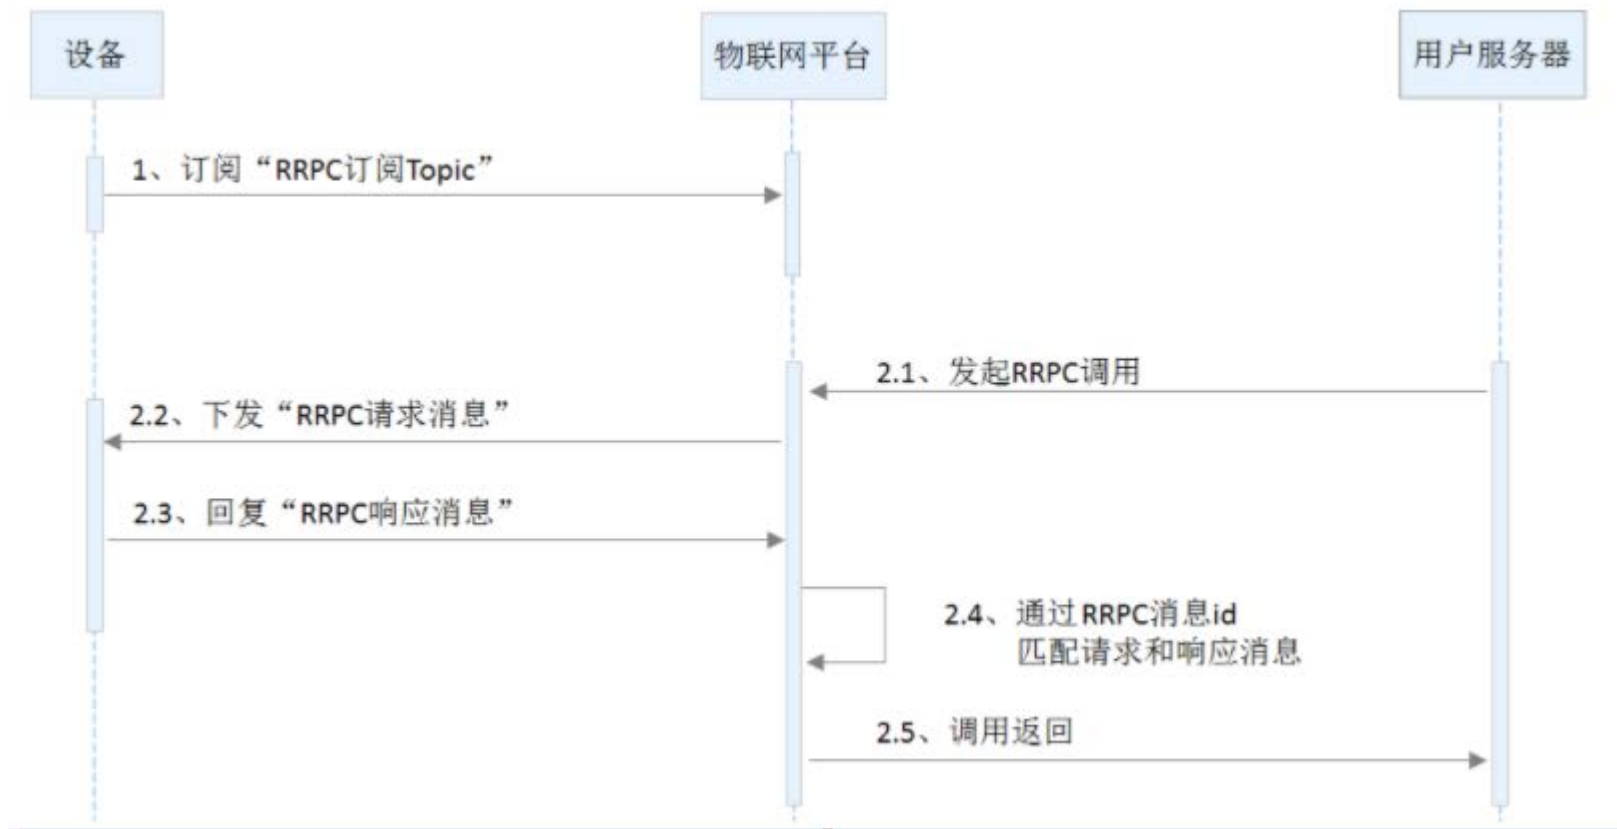 设备
物联网平台
用户服务器
1、订阅“RRPC订阅Topic”
2.1、发起RRPC调用
2.2、下发“RRPC请求消息”
2.3、回复“RRPC响应消息”
2.4、通过RRPC消息id
匹配请求和响应消息
2.5、调用返回